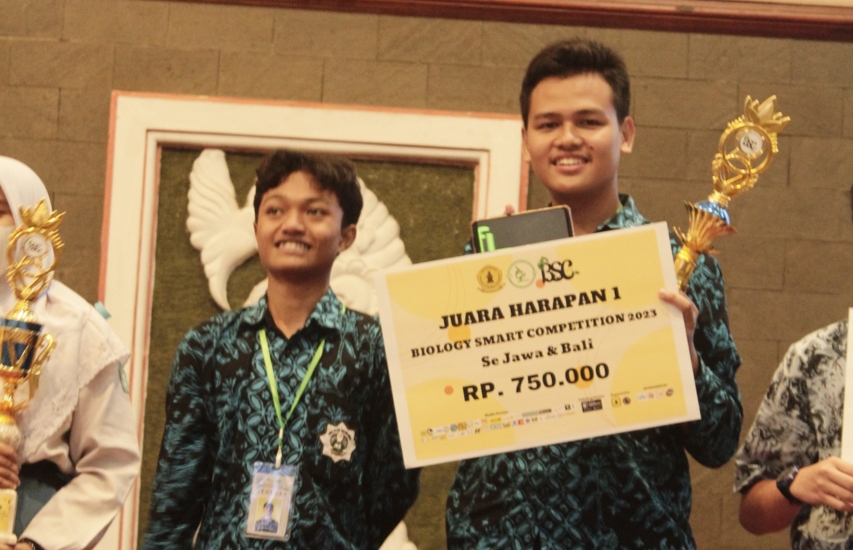 BSC
JUARA HARAPAN 1
BIOLOGY SMART COMPETITION 2023
Se Jawa & Bali
RP. 750.000